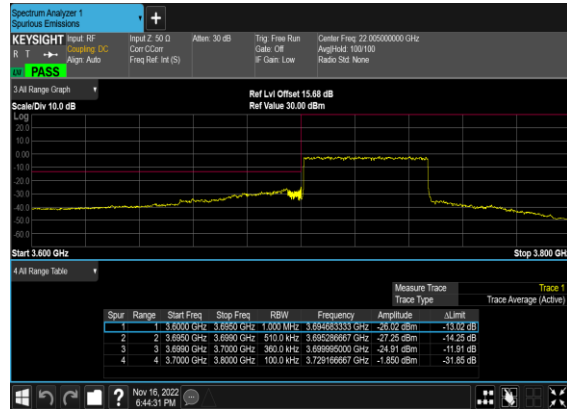 Spectrum Analyzer 1
Spurious Emissions
+
KEYSIGHT Input: RF Input Z: 50 Ω Atten: 30 dB Trig: Free Run Center Freq: 22.005000000 GHz
R T Coupling: DC Corr CCorr Gate: Off Avg|Hold: 100/100
Align: Auto Freq Ref: Int (S) IF Gain: Low Radio Std: None
PASS
3 All Range Graph
Ref Lvl Offset 15.68 dB
Scale/Div 10.0 dB Ref Value 30.00 dBm
Log
20.0
10.0
0.00
-10.0
-20.0
-30.0
-40.0
-50.0
-60.0
Start 3.600 GHz Stop 3.800 GHz
4 All Range Table
Measure Trace Trace 1
Trace Type Trace Average (Active)
Spur Range Start Freq Stop Freq RBW Frequency Amplitude ΔLimit
1 1 3.6000 GHz 3.6950 GHz 1.000 MHz 3.694683333 GHz -26.02 dBm -13.02 dB
2 2 3.6950 GHz 3.6990 GHz 510.0 kHz 3.695286667 GHz -27.25 dBm -14.25 dB
3 3 3.6990 GHz 3.7000 GHz 360.0 kHz 3.699995000 GHz -24.91 dBm -11.91 dB
4 4 3.7000 GHz 3.8000 GHz 100.0 kHz 3.729166667 GHz -1.850 dBm -31.85 dB
? Nov 16, 2022
6:44:31 PM